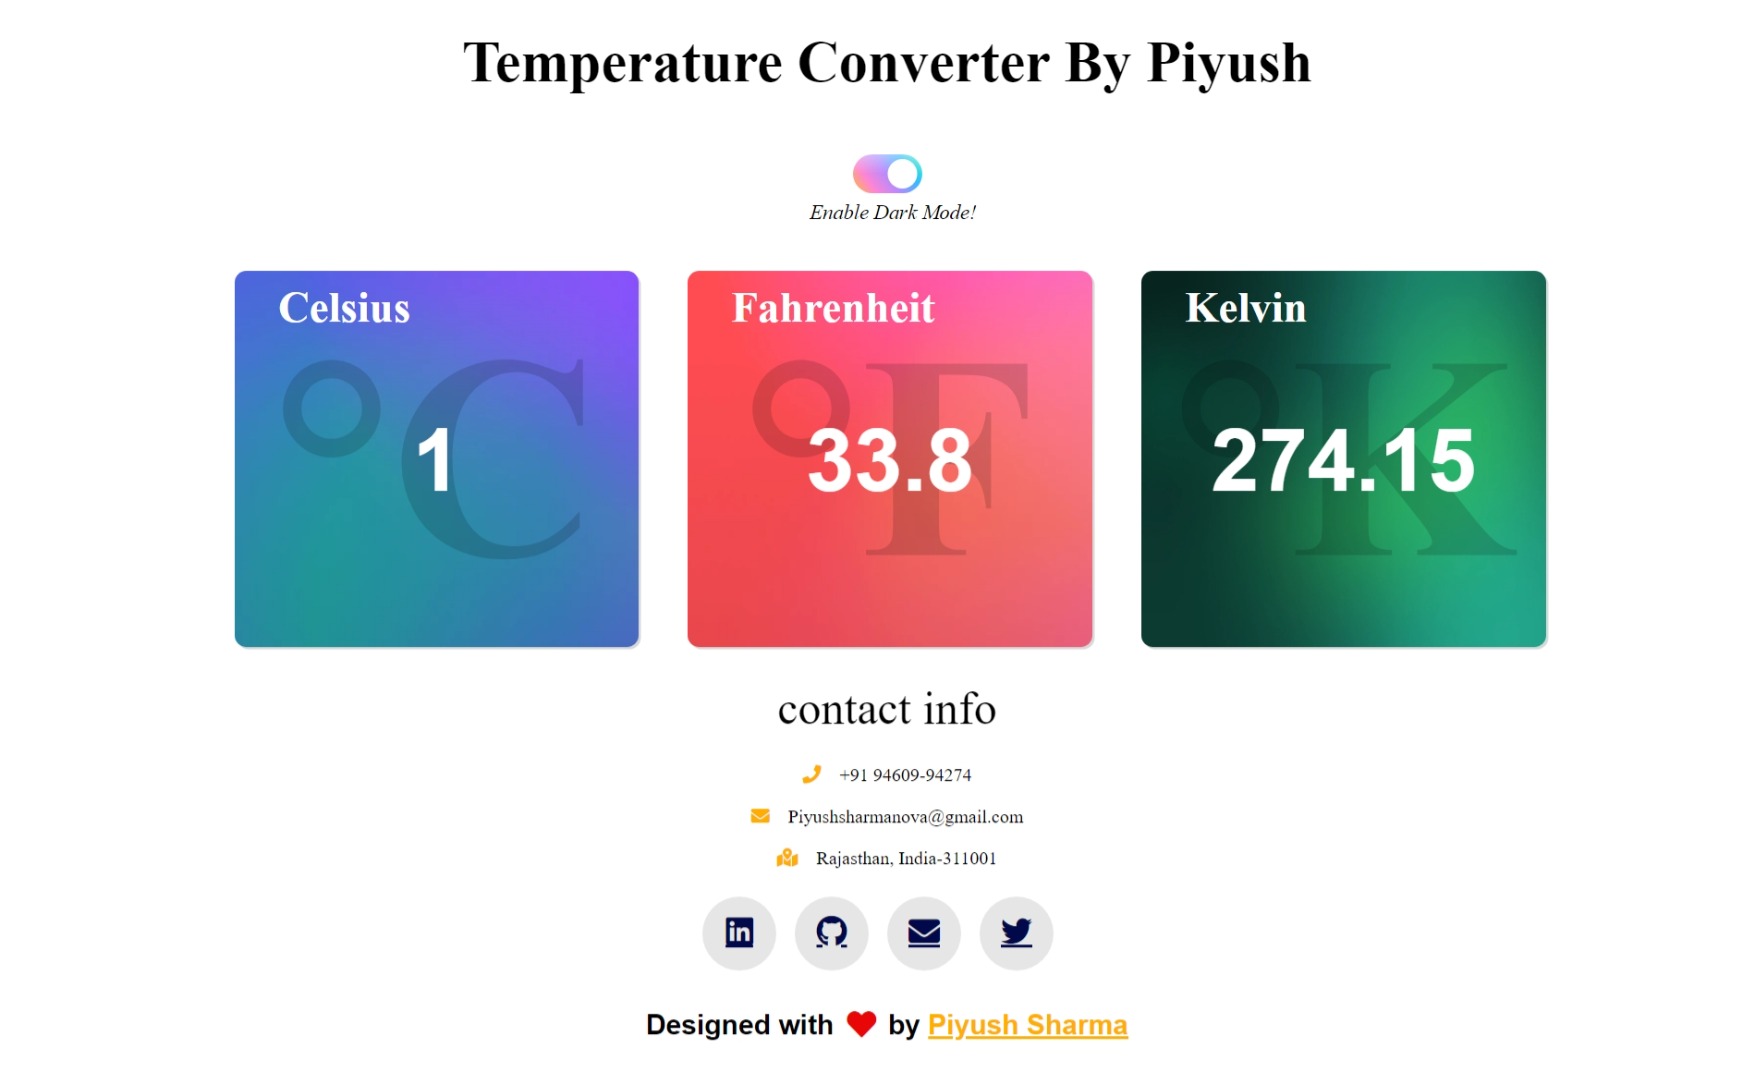 Temperature Converter By Piyush
Enable Dark Mode!
Celsius
°C
1
Fahrenheit
°F
33.8
Kelvin
°K
274.15
contact info
+91 94609-94274
Piyushsharmanova@gmail.com
Rajasthan, India-311001
in
Designed with ❤ by Piyush Sharma